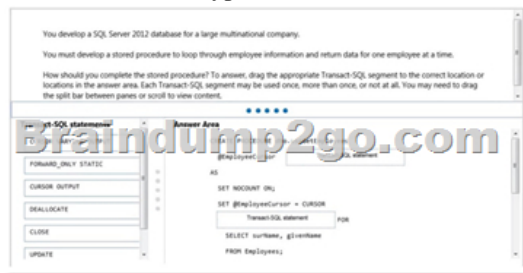 You develop a SQL Server 2012 database for a large multinational company.
You must develop a stored procedure to loop through employee information and return data for one employee at a time.
How should you complete the stored procedure? To answer, drag the appropriate Transact-SQL segment to the correct location or
locations in the answer area. Each Transact-SQL segment may be used once, more than once, or not at all. You may need to drag
the split bar between panes or scroll to view content.
Answer Area
Braindump2go.com
@EmployeeCursor
Transact-SQL statement
FORWARD_ONLY STATIC
AS
CURSOR OUTPUT
SET NOCOUNT ON;
SET @EmployeeCursor = CURSOR
DEALLOCATE
Transact-SQL statement
FOR
CLOSE
SELECT surName, givenName
UPDATE
FROM Employees;